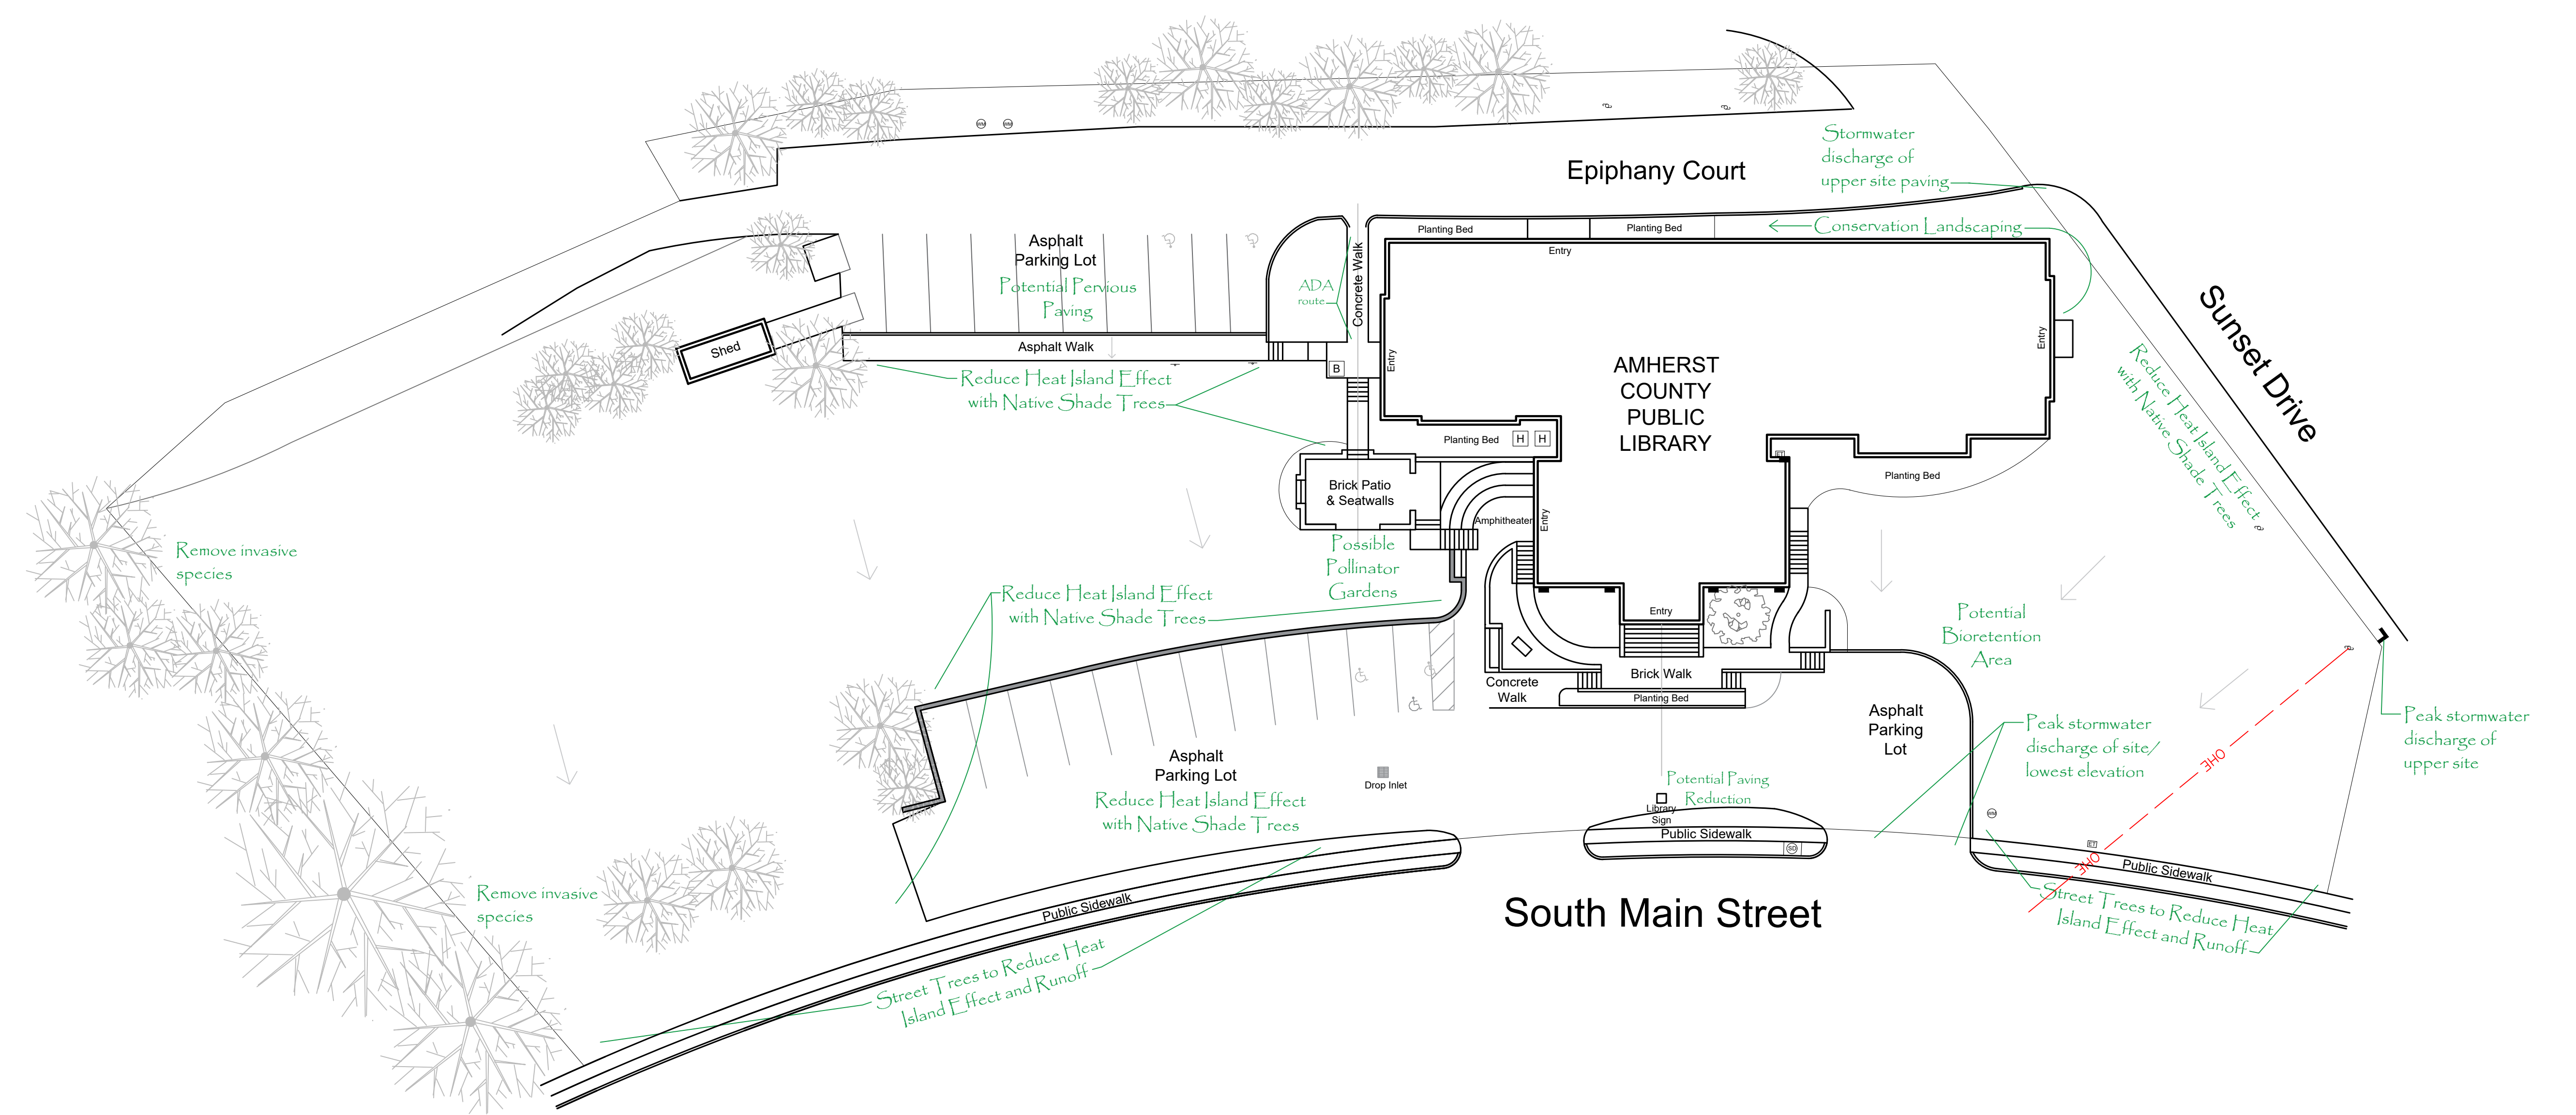 Epiphany Court
Stormwater
discharge of
upper site paving
Conservation Landscaping
Planting Bed
Planting Bed
Entry
Asphalt
Parking Lot
Potential Pervious
Paving
ADA
route
Concrete Walk
Asphalt Walk
Shed
B
Entry
Entry
AMHERST
COUNTY
PUBLIC
LIBRARY
Sunset Drive
Reduce Heat Island Effect
with Native Shade Trees
Reduce Heat Island Effect
with Native Shade Trees
Planting Bed
H
H
ET
Planting Bed
Brick Patio
& Seatwalls
Amphitheater
Entry
Remove invasive
species
Possible
Pollinator
Gardens
Reduce Heat Island Effect
with Native Shade Trees
Entry
Potential
Bioretention
Area
Brick Walk
Concrete
Walk
Planting Bed
Asphalt
Parking
Lot
Peak stormwater
discharge of site/
lowest elevation
Peak stormwater
discharge of
upper site
OHE
OHE
Asphalt
Parking Lot
Reduce Heat Island Effect
with Native Shade Trees
Drop Inlet
Potential Paving
Reduction
Library
Sign
Public Sidewalk
SD
WM
WM
WM
ET
Public Sidewalk
Street Trees to Reduce Heat
Island Effect and Runoff
Remove invasive
species
Public Sidewalk
South Main Street
Street Trees to Reduce Heat
Island Effect and Runoff